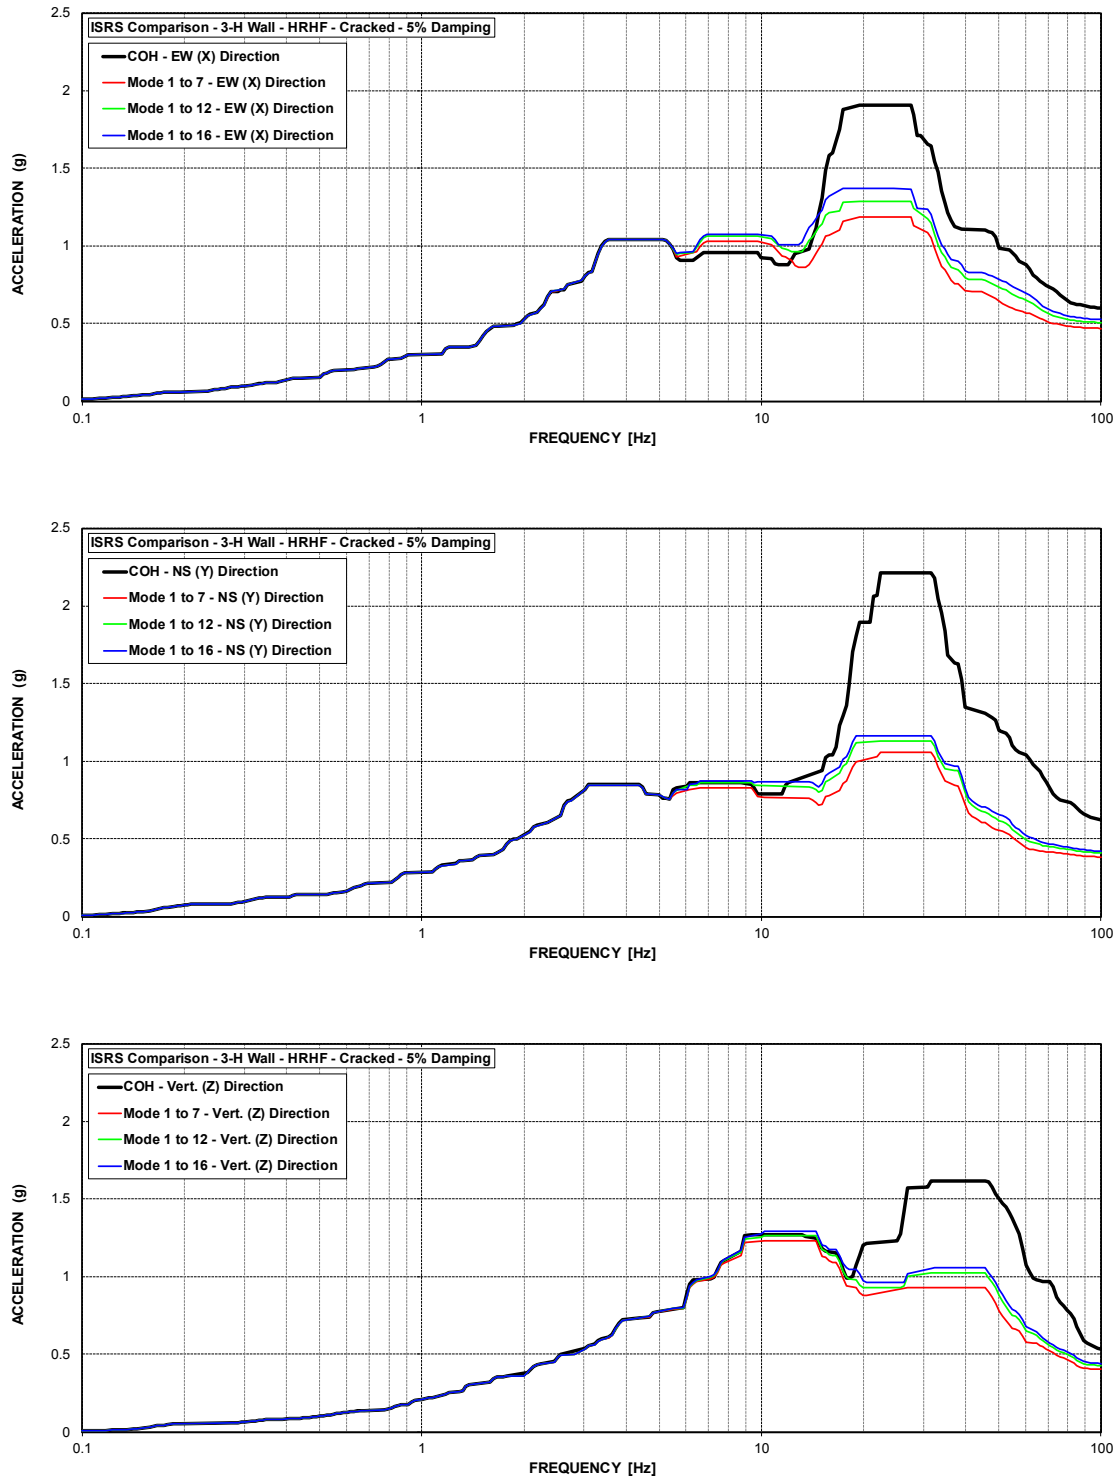 ISRS Comparison - 3-H Wall - HRHF - Cracked - 5% Damping
COH - EW (X) Direction
Mode 1 to 7 - EW (X) Direction
Mode 1 to 12 - EW (X) Direction
Mode 1 to 16 - EW (X) Direction
ACCELERATION (g)
2.5
2
1.5
1
0.5
0
0.1
1
10
100
FREQUENCY [Hz]
ISRS Comparison - 3-H Wall - HRHF - Cracked - 5% Damping
COH - NS (Y) Direction
Mode 1 to 7 - NS (Y) Direction
Mode 1 to 12 - NS (Y) Direction
Mode 1 to 16 - NS (Y) Direction
ACCELERATION (g)
2.5
2
1.5
1
0.5
0
0.1
1
10
100
FREQUENCY [Hz]
ISRS Comparison - 3-H Wall - HRHF - Cracked - 5% Damping
COH - Vert. (Z) Direction
Mode 1 to 7 - Vert. (Z) Direction
Mode 1 to 12 - Vert. (Z) Direction
Mode 1 to 16 - Vert. (Z) Direction
ACCELERATION (g)
2.5
2
1.5
1
0.5
0
0.1
1
10
100
FREQUENCY [Hz]